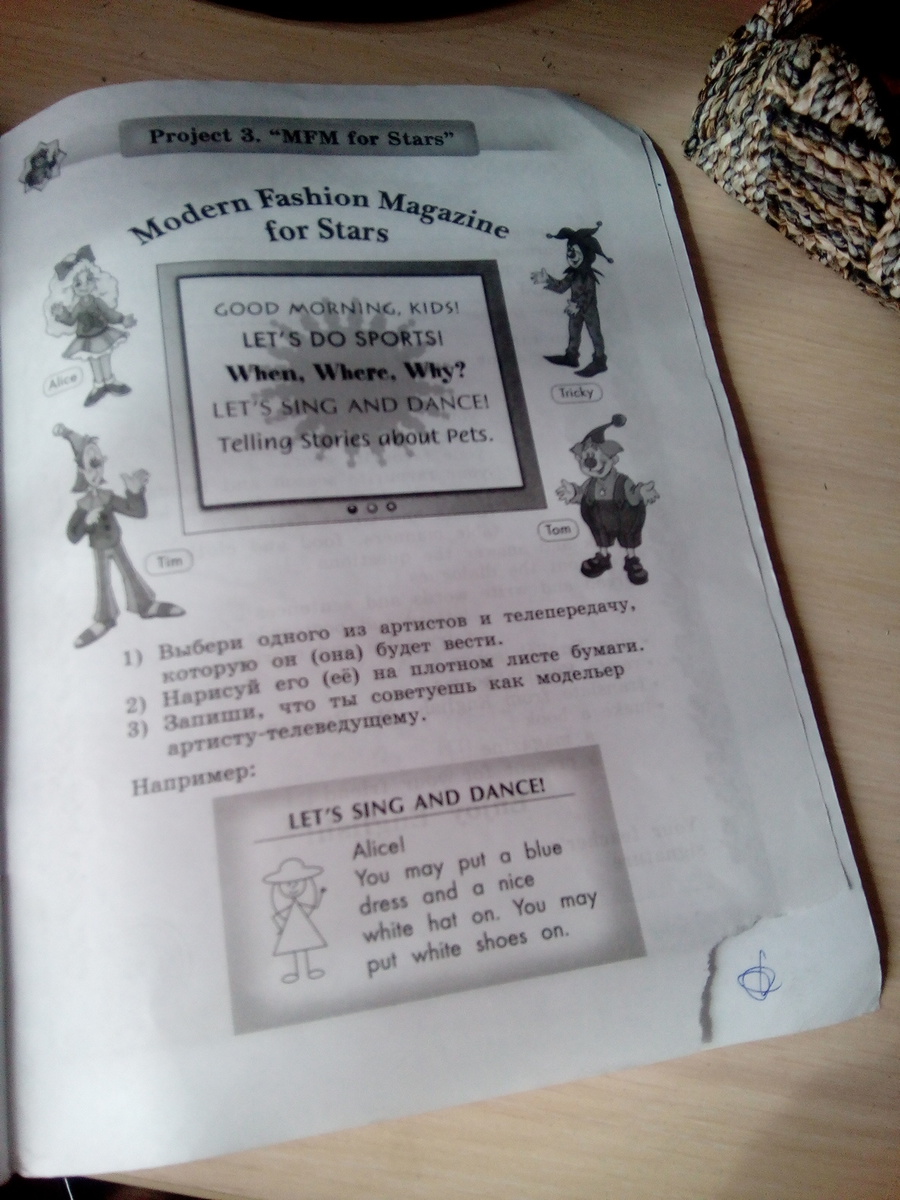 Project 3. “MFM for Stars”
Modern Fashion Magazine
for Stars
GOOD MORNING, KIDS!
LET'S DO SPORTS!
When, Where, Why?
LET'S SING AND DANCE!
Telling Stories about Pets.
Alice
Tricky
Tim
Tom
1) Выбери одного из артистов и телепередачу,
которую он (она) будет вести.
2) Нарисуй его (её) на плотном листе бумаги.
3) Запиши, что ты советуешь как модельер
артисту-телеведущему.
Например:
LET'S SING AND DANCE!
Alice!
You may put a blue
dress and a nice
white hat on. You may
put white shoes on.